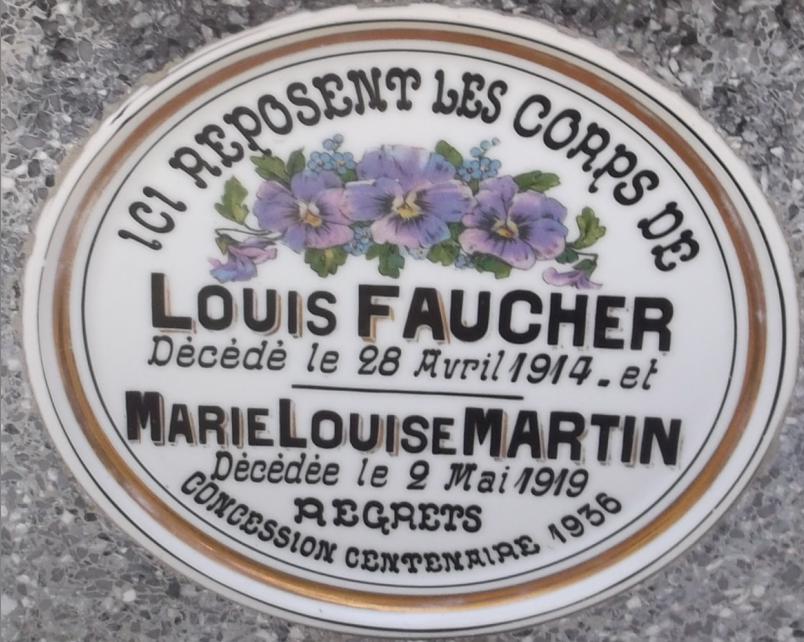 ICI REPOSENT LES CORPS DE
LOUIS FAUCHER
Décédé le 28 Avril 1914. et
MARIE LOUISE MARTIN
Décédée le 2 Mai 1919
REGRETS
CONCESSION CENTENAIRE 1936